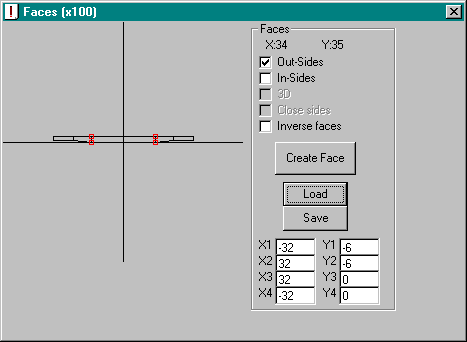 Faces (x100)
Faces
X:34 Y:35
Out-Sides
In-Sides
3D
Close sides
Inverse faces
Create Face
Load
Save
X1 -32 Y1 -6
X2 32 Y2 -6
X3 32 Y3 0
X4 -32 Y4 0